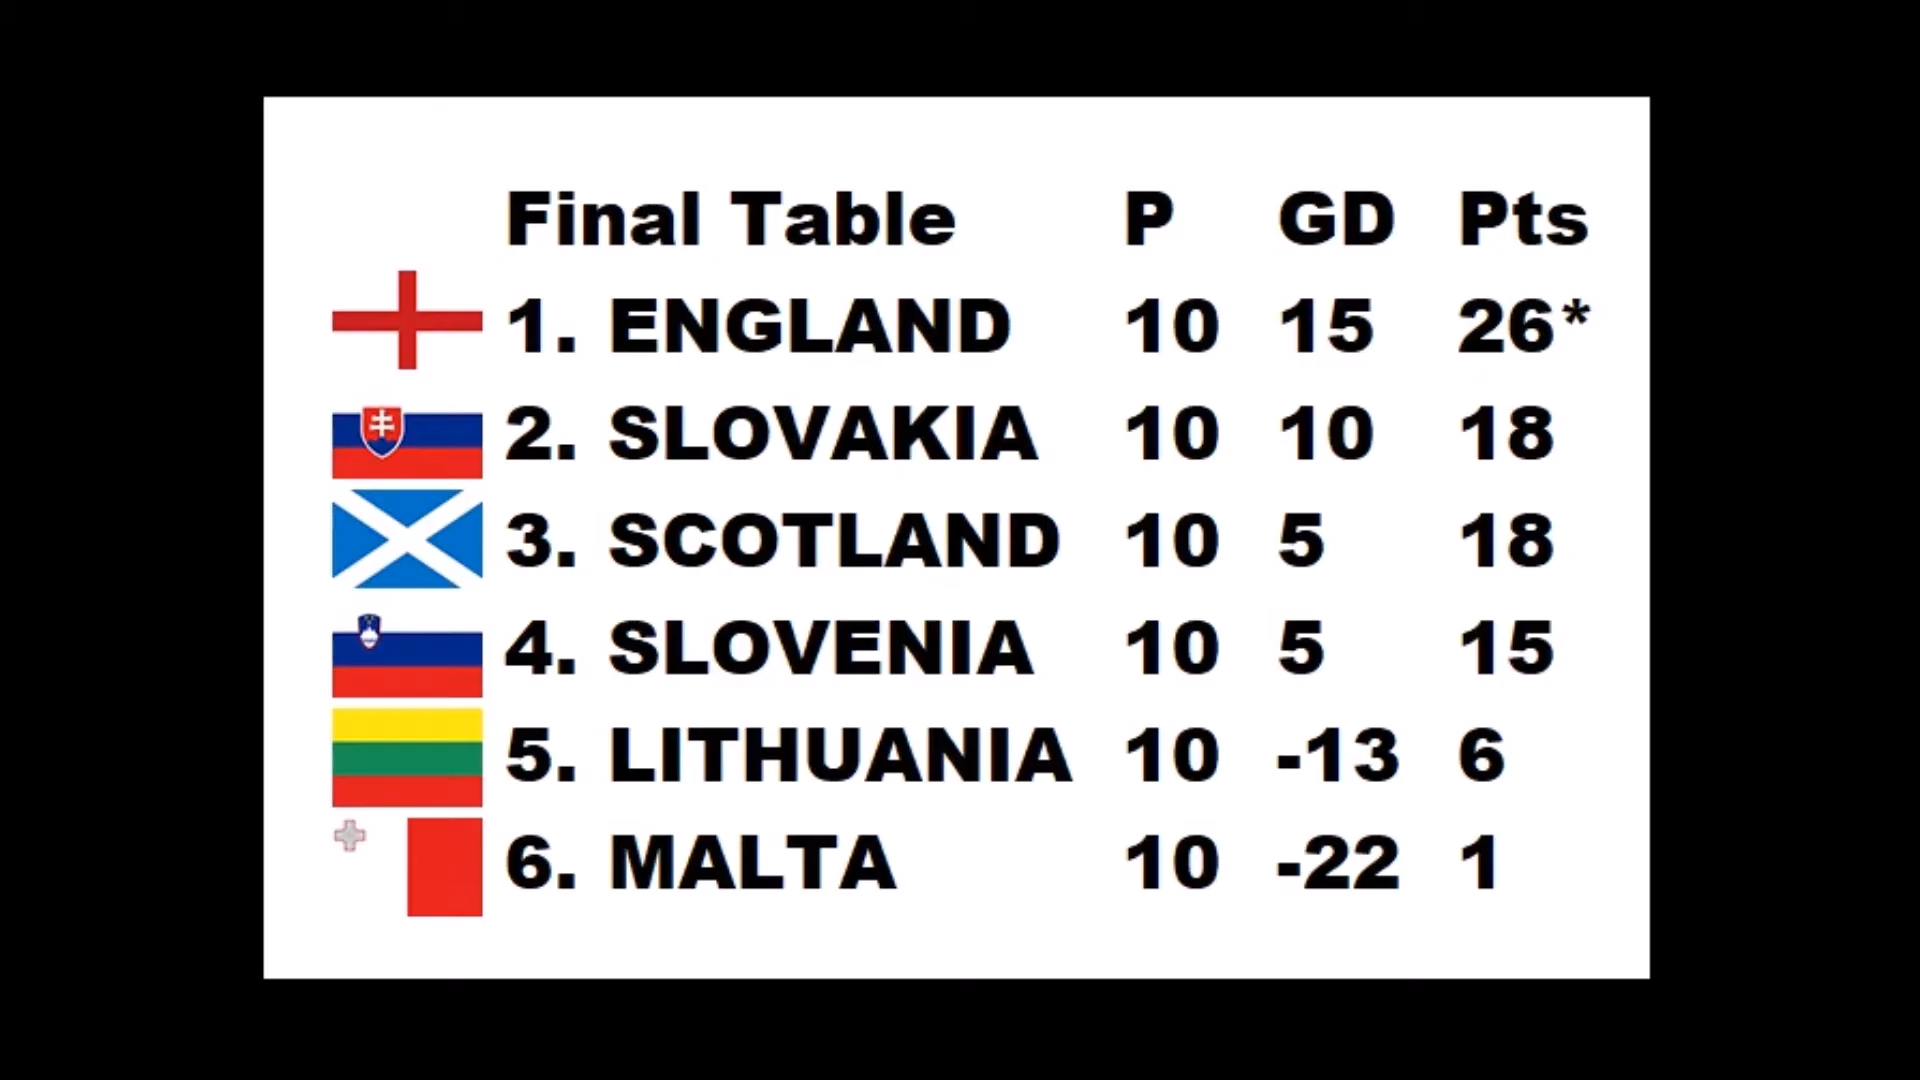 Final Table P GD Pts
1. ENGLAND 10 15 26*
2. SLOVAKIA 10 10 18
3. SCOTLAND 10 5 18
4. SLOVENIA 10 5 15
5. LITHUANIA 10 -13 6
6. MALTA 10 -22 1